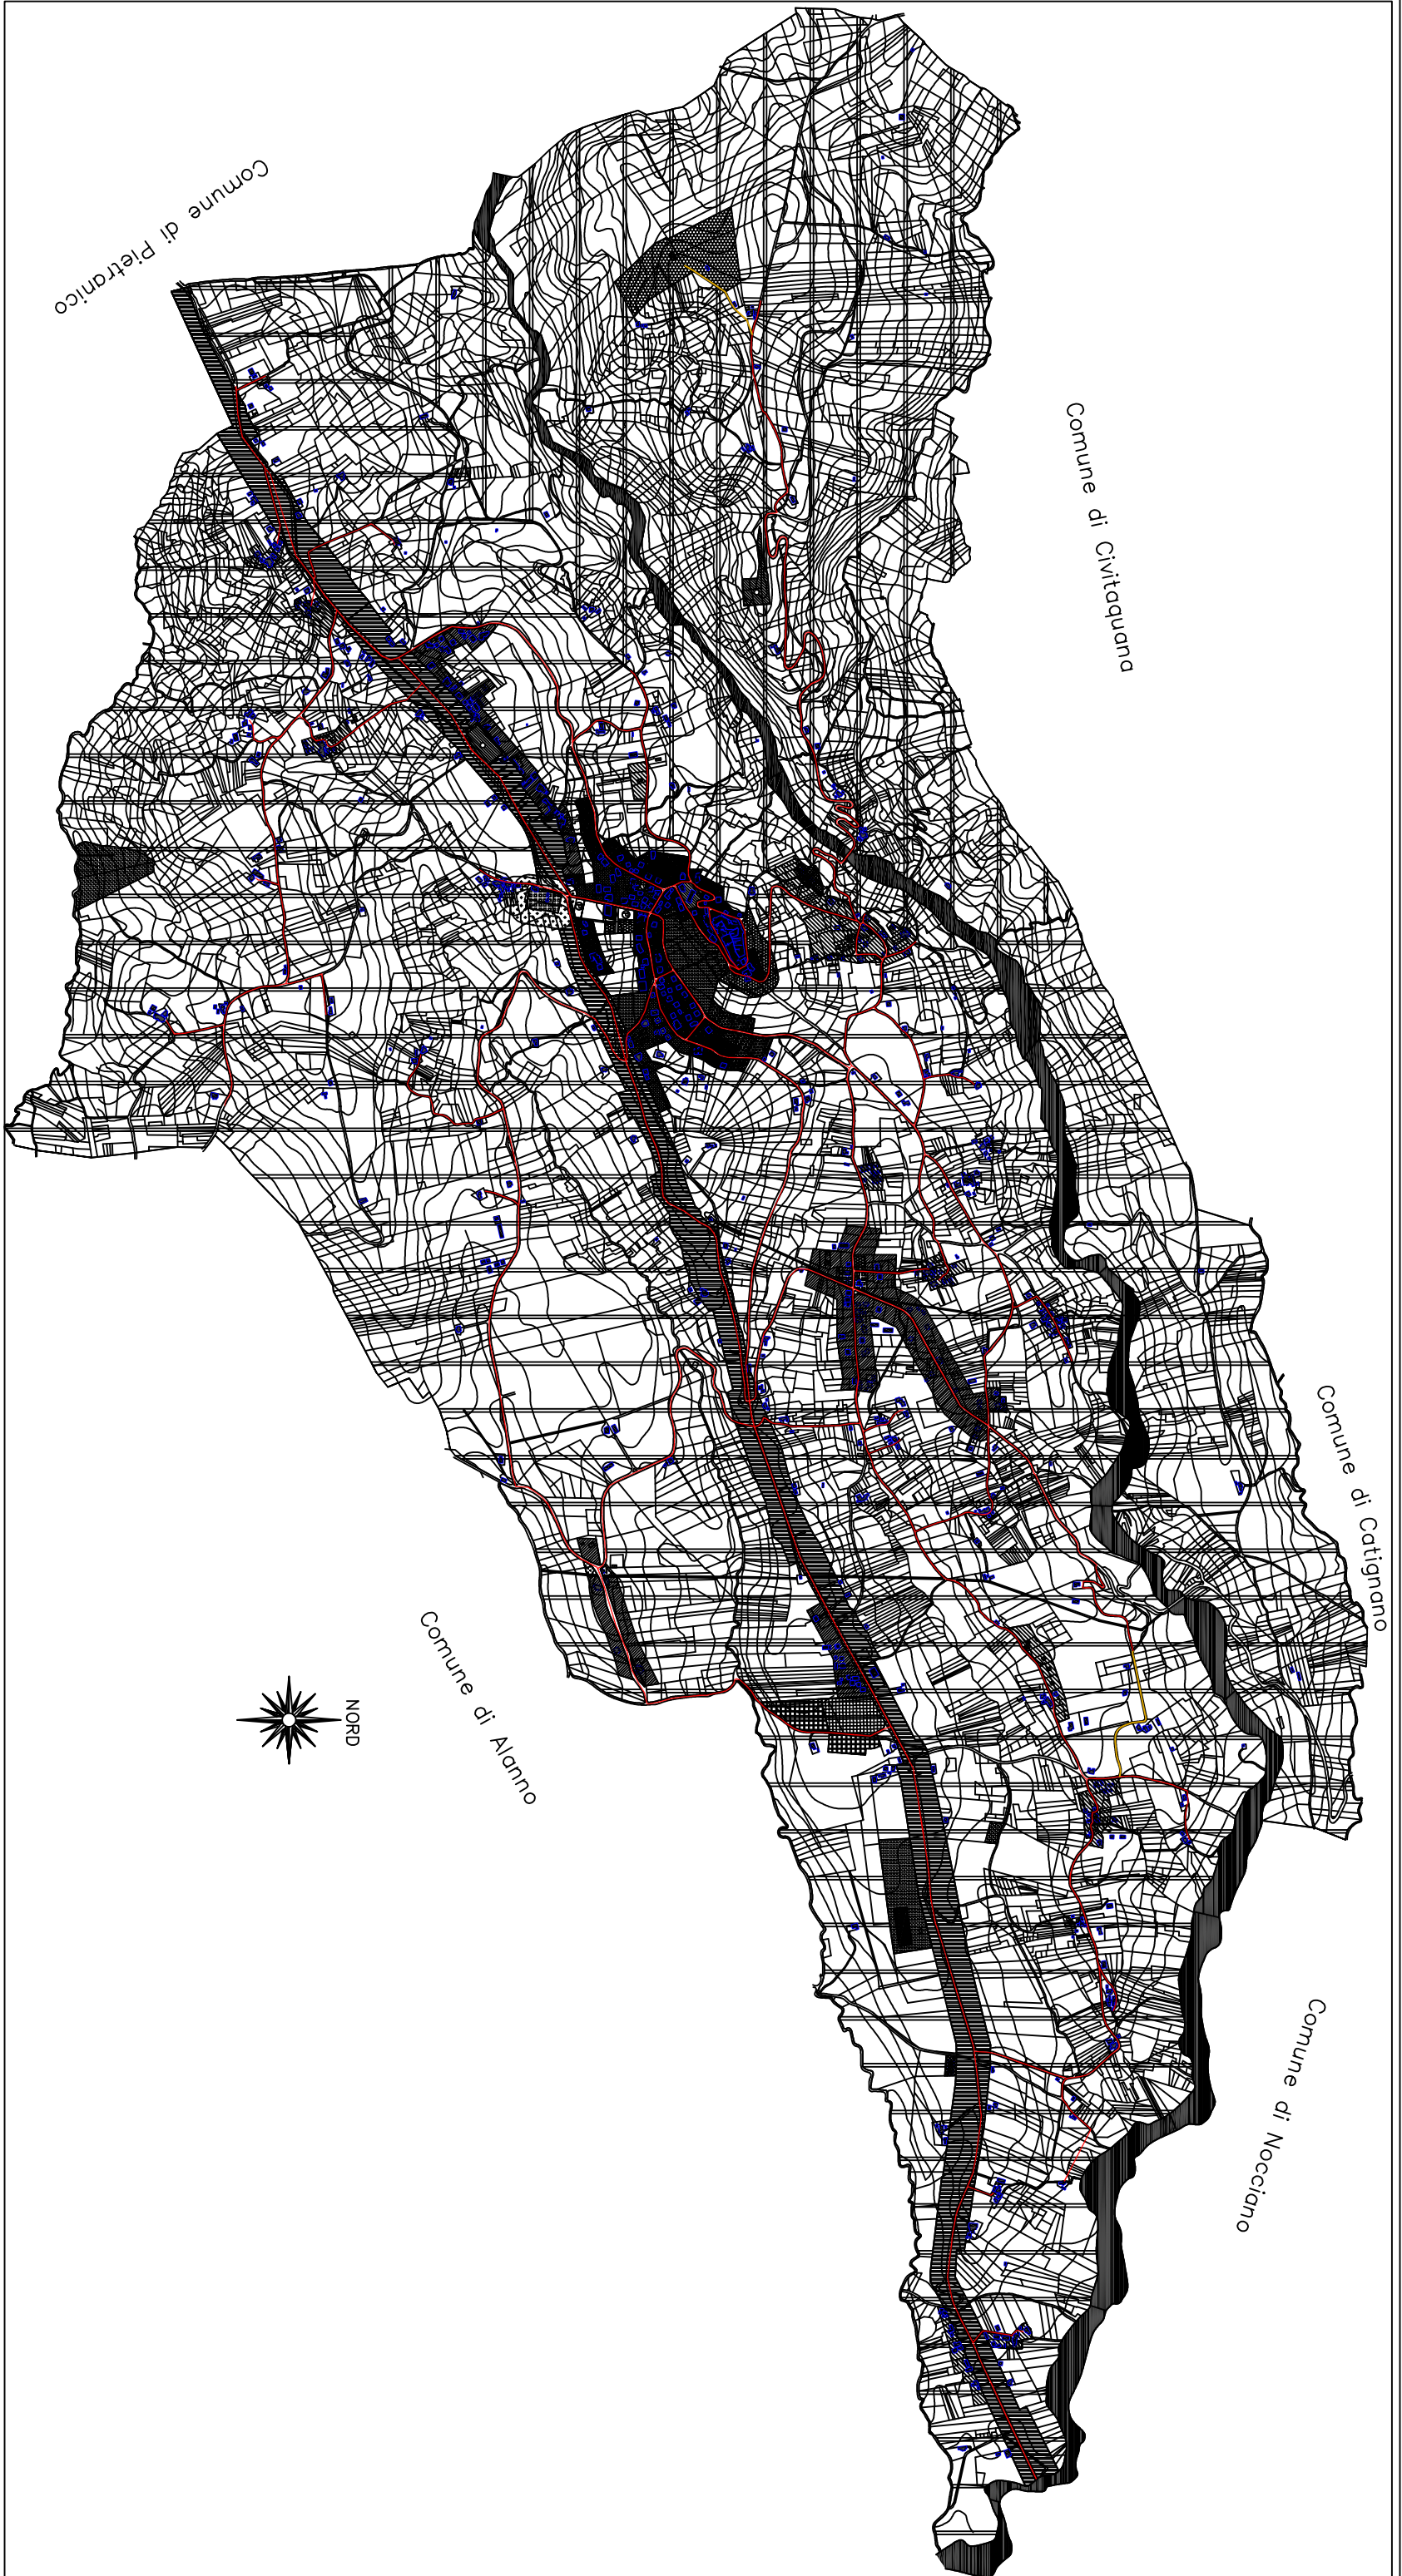 Comune di Pietranico
Comune di Civitaquana
Comune di Catignano
Comune di Alanno
NORD
Comune di Nocciano